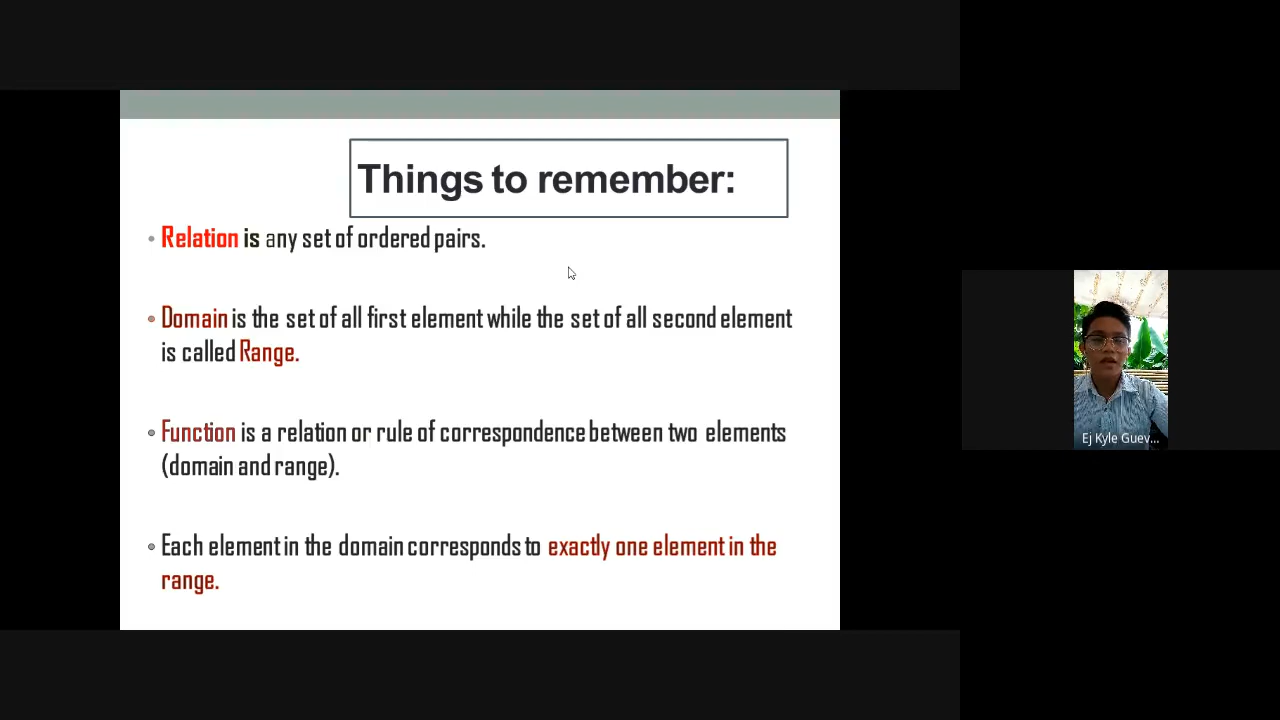 Things to remember:
• Relation is any set of ordered pairs.
• Domain is the set of all first element while the set of all second element
is called Range.
• Function is a relation or rule of correspondence between two elements
(domain and range).
• Each element in the domain corresponds to exactly one element in the
range.
Ej Kyle Guev...